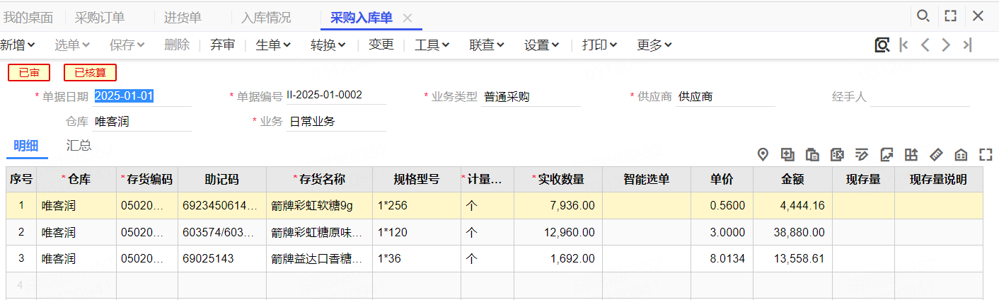 我的桌面 采购订单 进货单 入库情况 采购入库单
新增 选单 保存 删除 弃审 生单 转换 变更 工具 联查 设置 打印 更多
已审 已核算
* 单据日期 2025-01-01 * 单据编号 II-2025-01-0002 * 业务类型 普通采购 * 供应商 供应商 经手人
仓库 唯客润 * 业务 日常业务
明细 汇总
序号 * 仓库 * 存货编码 助记码 * 存货名称 规格型号 * 计量... * 实收数量 智能选单 单价 金额 现存量 现存量说明
1 唯客润 05020... 6923450614... 箭牌彩虹软糖9g 1*256 个 7,936.00 0.5600 4,444.16
2 唯客润 05020... 603574/603... 箭牌彩虹糖原味... 1*120 个 12,960.00 3.0000 38,880.00
3 唯客润 05020... 69025143 箭牌益达口香糖... 1*36 个 1,692.00 8.0134 13,558.61
4